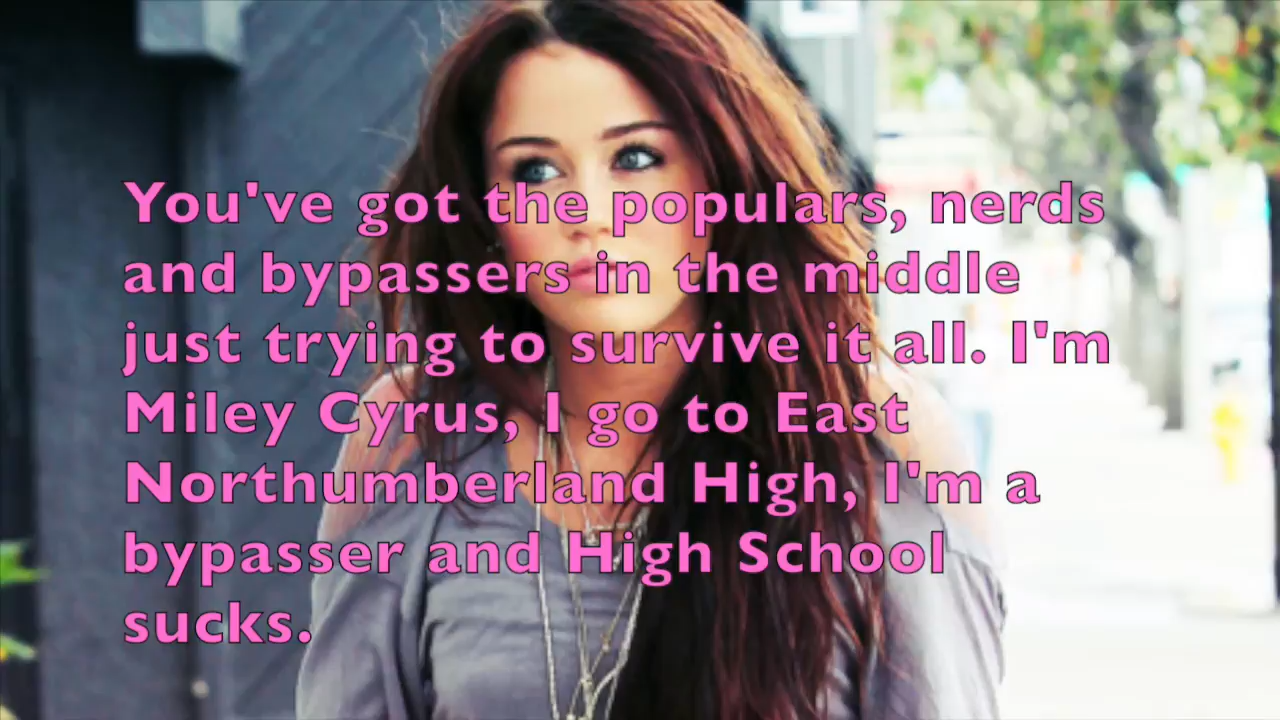 You've got the populars, nerds
and bypassers in the middle
just trying to survive it all. I'm
Miley Cyrus, I go to East
Northumberland High, I'm a
bypasser and High School
sucks.